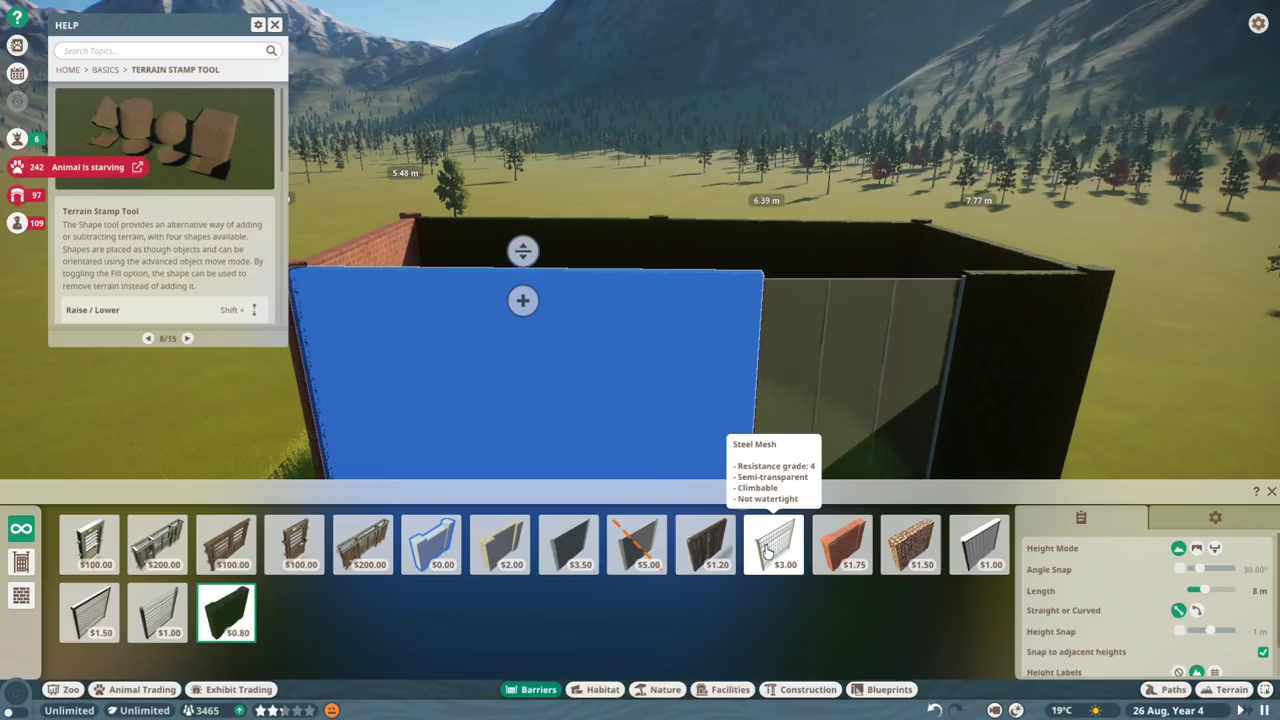 HELP
Search Topics...
HOME > BASICS > TERRAIN STAMP TOOL
6
242 Animal is starving
97
109
Terrain Stamp Tool
The Shape tool provides an alternative way of adding
or subtracting terrain, with four shapes available.
Shapes are placed as though objects and can be
orientated using the advanced object move mode. By
toggling the Fill option, the shape can be used to
remove terrain instead of adding it.
Raise / Lower Shift +
8/15
5.48 m
6.39 m
7.77 m
Steel Mesh
- Resistance grade: 4
- Semi-transparent
- Climbable
- Not watertight
$100.00 $200.00 $100.00 $100.00 $200.00 $0.00 $2.00 $3.50 $5.00 $1.20 $3.00 $1.75 $1.50 $1.00
$1.50 $1.00 $0.80
?
Height Mode
Angle Snap 30.00°
Length 8 m
Straight or Curved
Height Snap 1 m
Snap to adjacent heights
Height Labels
Zoo Animal Trading Exhibit Trading Barriers Habitat Nature Facilities Construction Blueprints Paths Terrain
Unlimited Unlimited 3465 19°C 26 Aug, Year 4